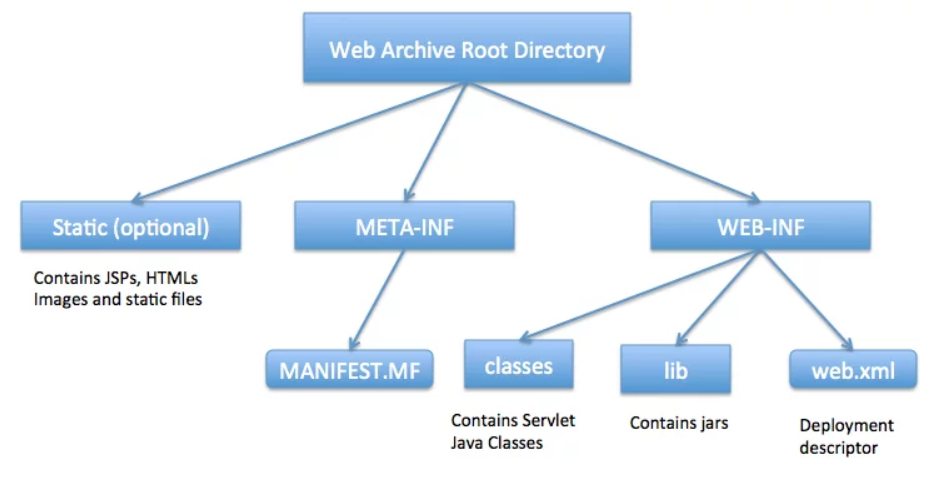 Web Archive Root Directory
Static (optional)
META-INF
WEB-INF
Contains JSPs, HTMLs
Images and static files
MANIFEST.MF
classes
lib
web.xml
Contains Servlet
Java Classes
Contains jars
Deployment
descriptor